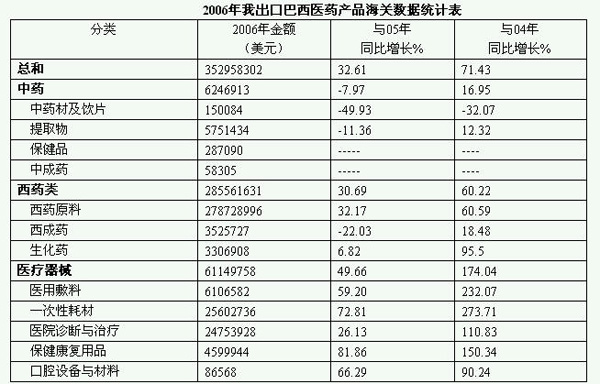 2006年我出口巴西医药产品海关数据统计表
分类 2006年金额 与05年 与04年
（美元） 同比增长% 同比增长%
总和 352958302 32.61 71.43
中药 6246913 -7.97 16.95
中药材及饮片 150084 -49.93 -32.07
提取物 5751434 -11.36 12.32
保健品 287090 ----- ----
中成药 58305 ----- ----
西药类 285561631 30.69 60.22
西药原料 278728996 32.17 60.59
西成药 3525727 -22.03 18.48
生化药 3306908 6.82 95.5
医疗器械 61149758 49.66 174.04
医用敷料 6106582 59.20 232.07
一次性耗材 25602736 72.81 273.71
医院诊断与治疗 24753928 26.13 110.83
保健康复用品 4599944 81.86 150.34
口腔设备与材料 86568 66.29 90.24